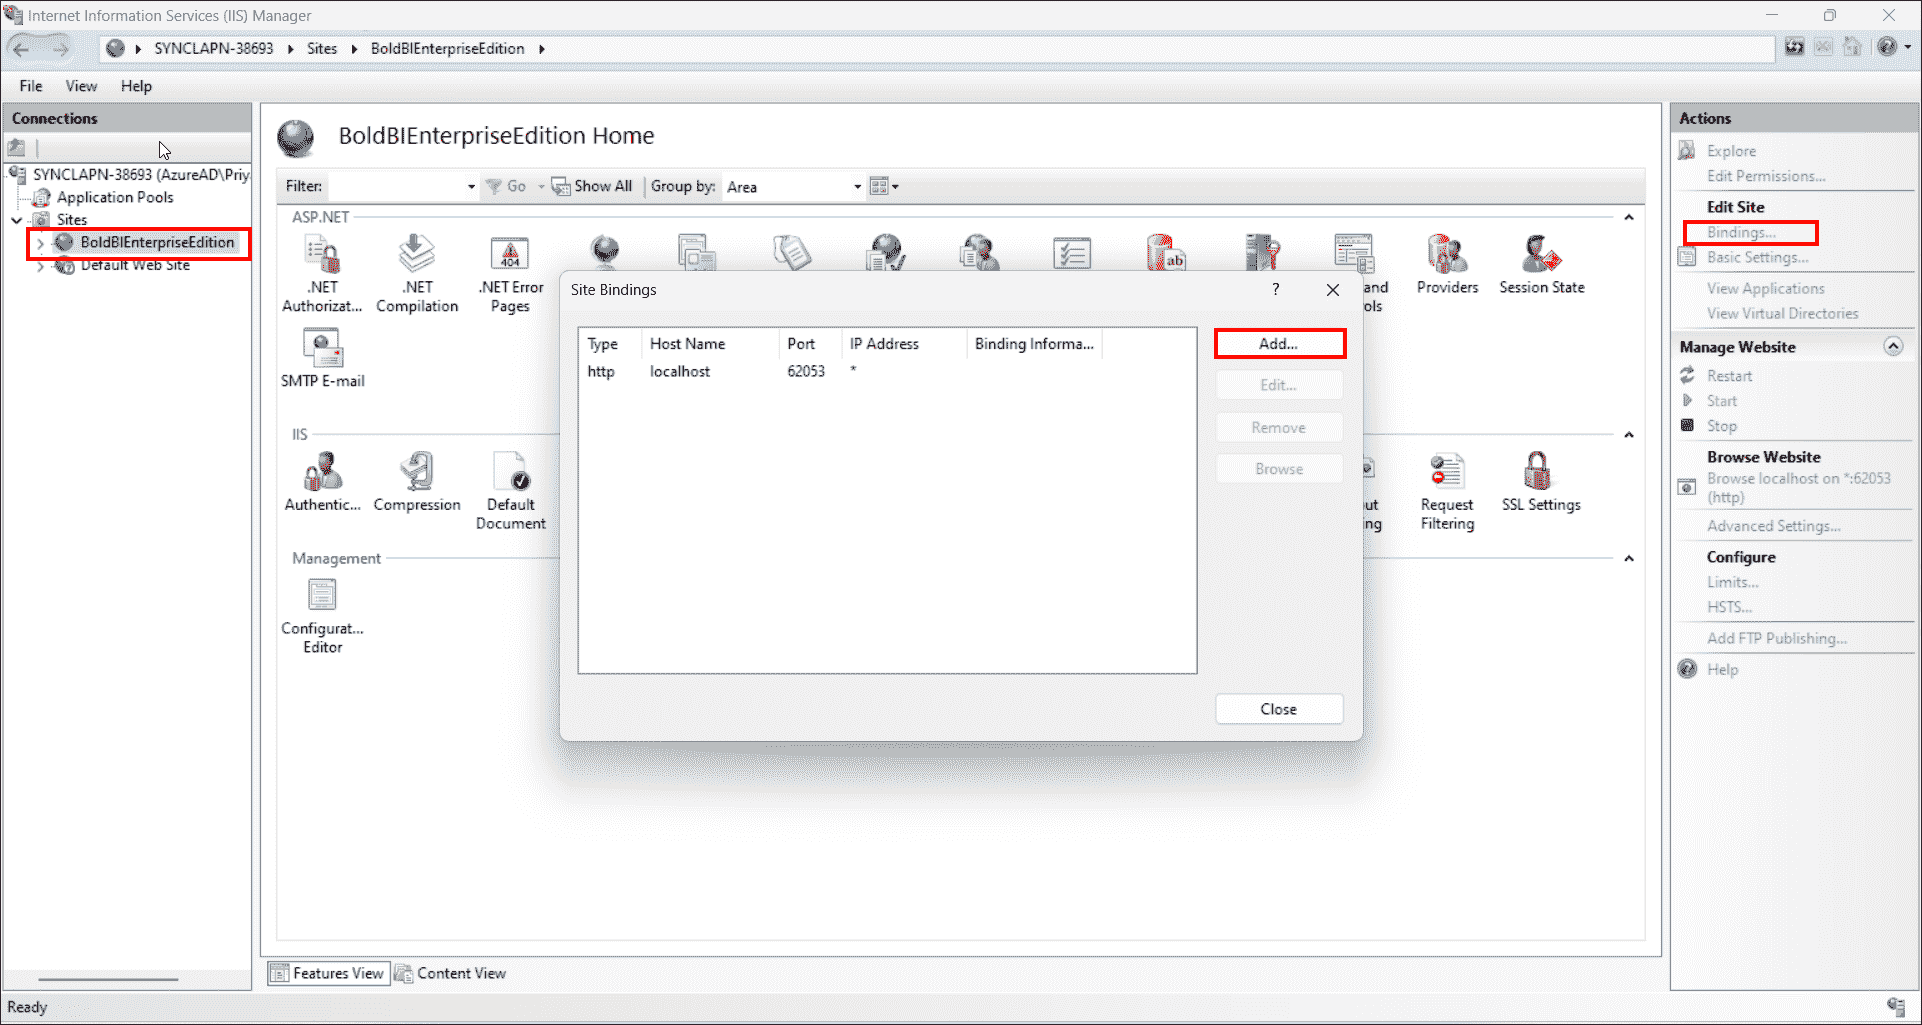 Internet Information Services (IIS) Manager
SYNCLAPN-38693 Sites BoldBIEnterpriseEdition
File View Help
Connections
SYNCLAPN-38693 (AzureAD\Priy
Application Pools
Sites
BoldBIEnterpriseEdition
Default Web Site
BoldBIEnterpriseEdition Home
Filter: Go Show All Group by: Area
ASP.NET
.NET
Authorizat...
.NET
Compilation
404
.NET Error
Pages
ab
and
ols
Providers
Session State
SMTP E-mail
IIS
Authentic...
Compression
Default
Document
ut
ng
Request
Filtering
SSL Settings
Management
Configurat...
Editor
Site Bindings
?
Type Host Name Port IP Address Binding Informa...
http localhost 62053 *
Add...
Edit...
Remove
Browse
Close
Features View Content View
Actions
Explore
Edit Permissions...
Edit Site
Bindings...
Basic Settings...
View Applications
View Virtual Directories
Manage Website
Restart
Start
Stop
Browse Website
Browse localhost on *:62053
(http)
Advanced Settings...
Configure
Limits...
HSTS...
Add FTP Publishing...
Help
Ready